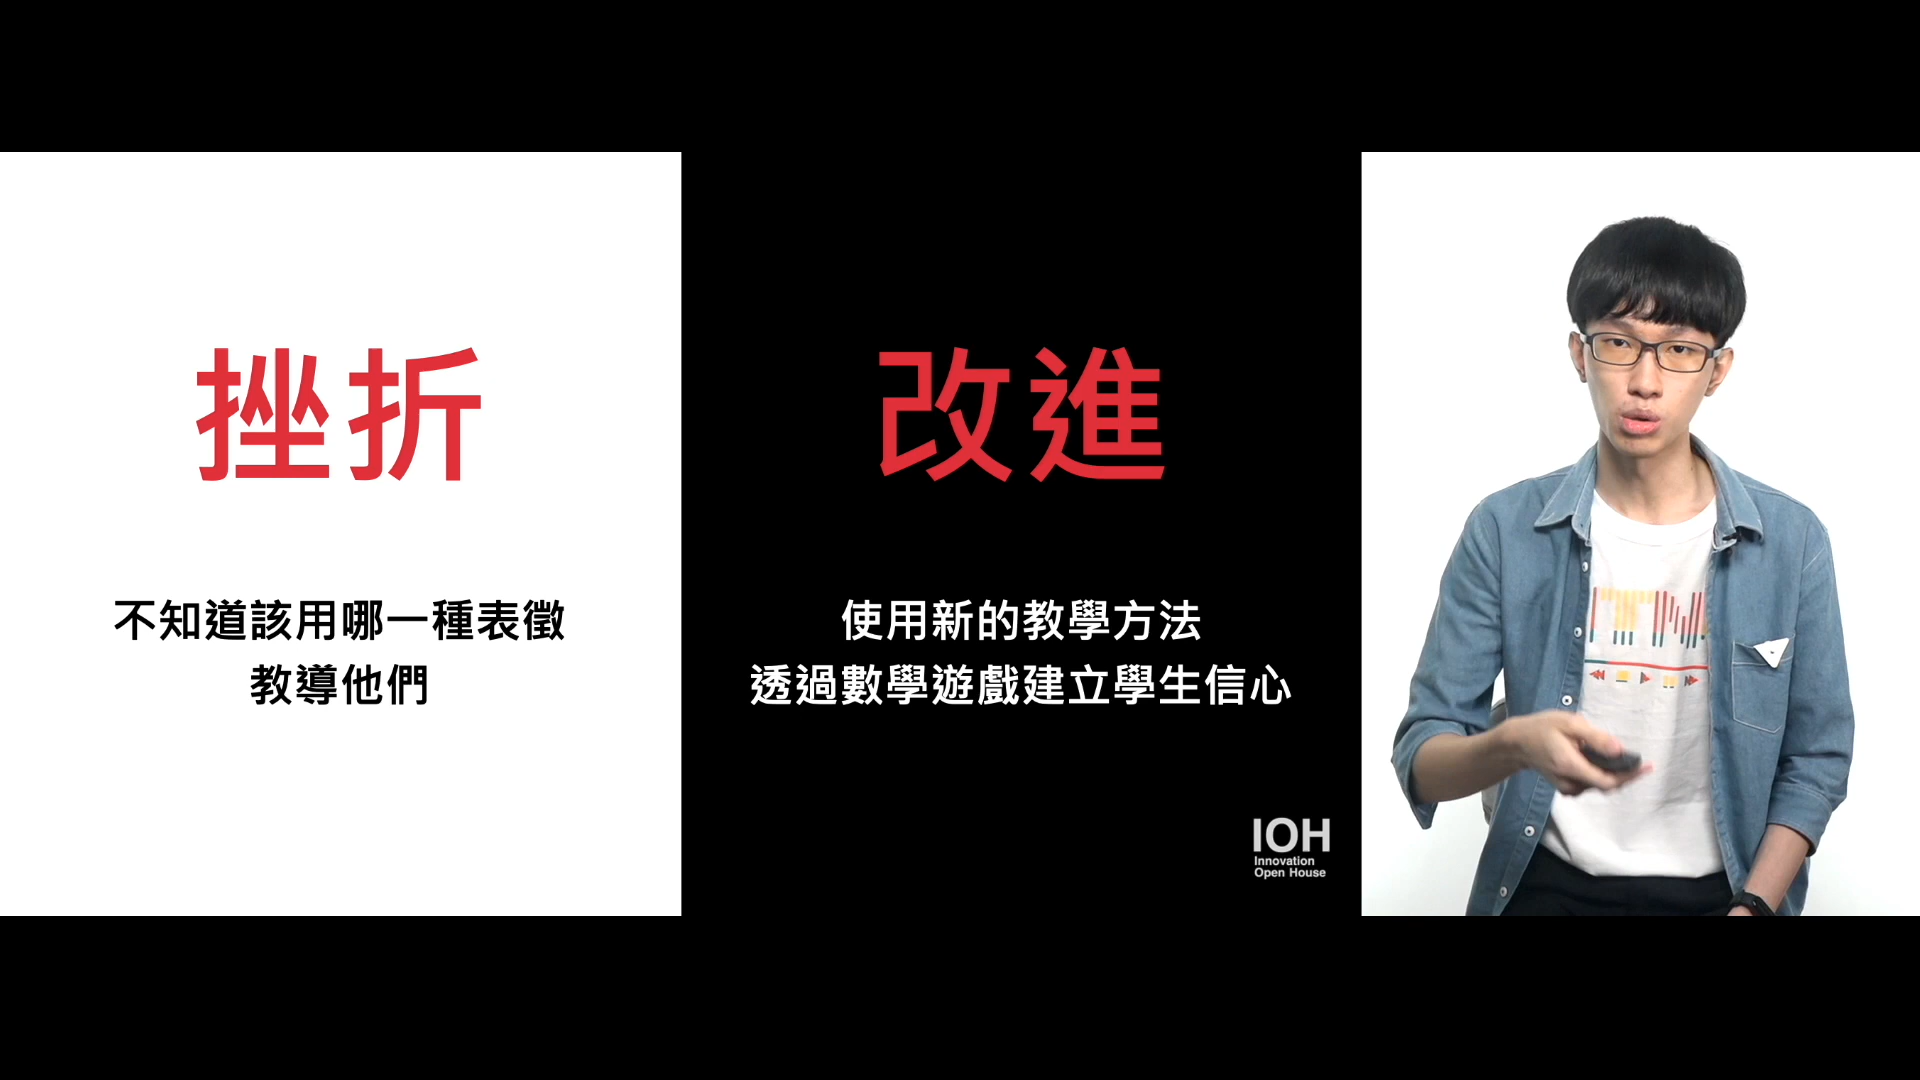 挫折
不知道該用哪一種表徵
教導他們
改進
使用新的教學方法
透過數學遊戲建立學生信心
IOH
Innovation
Open House